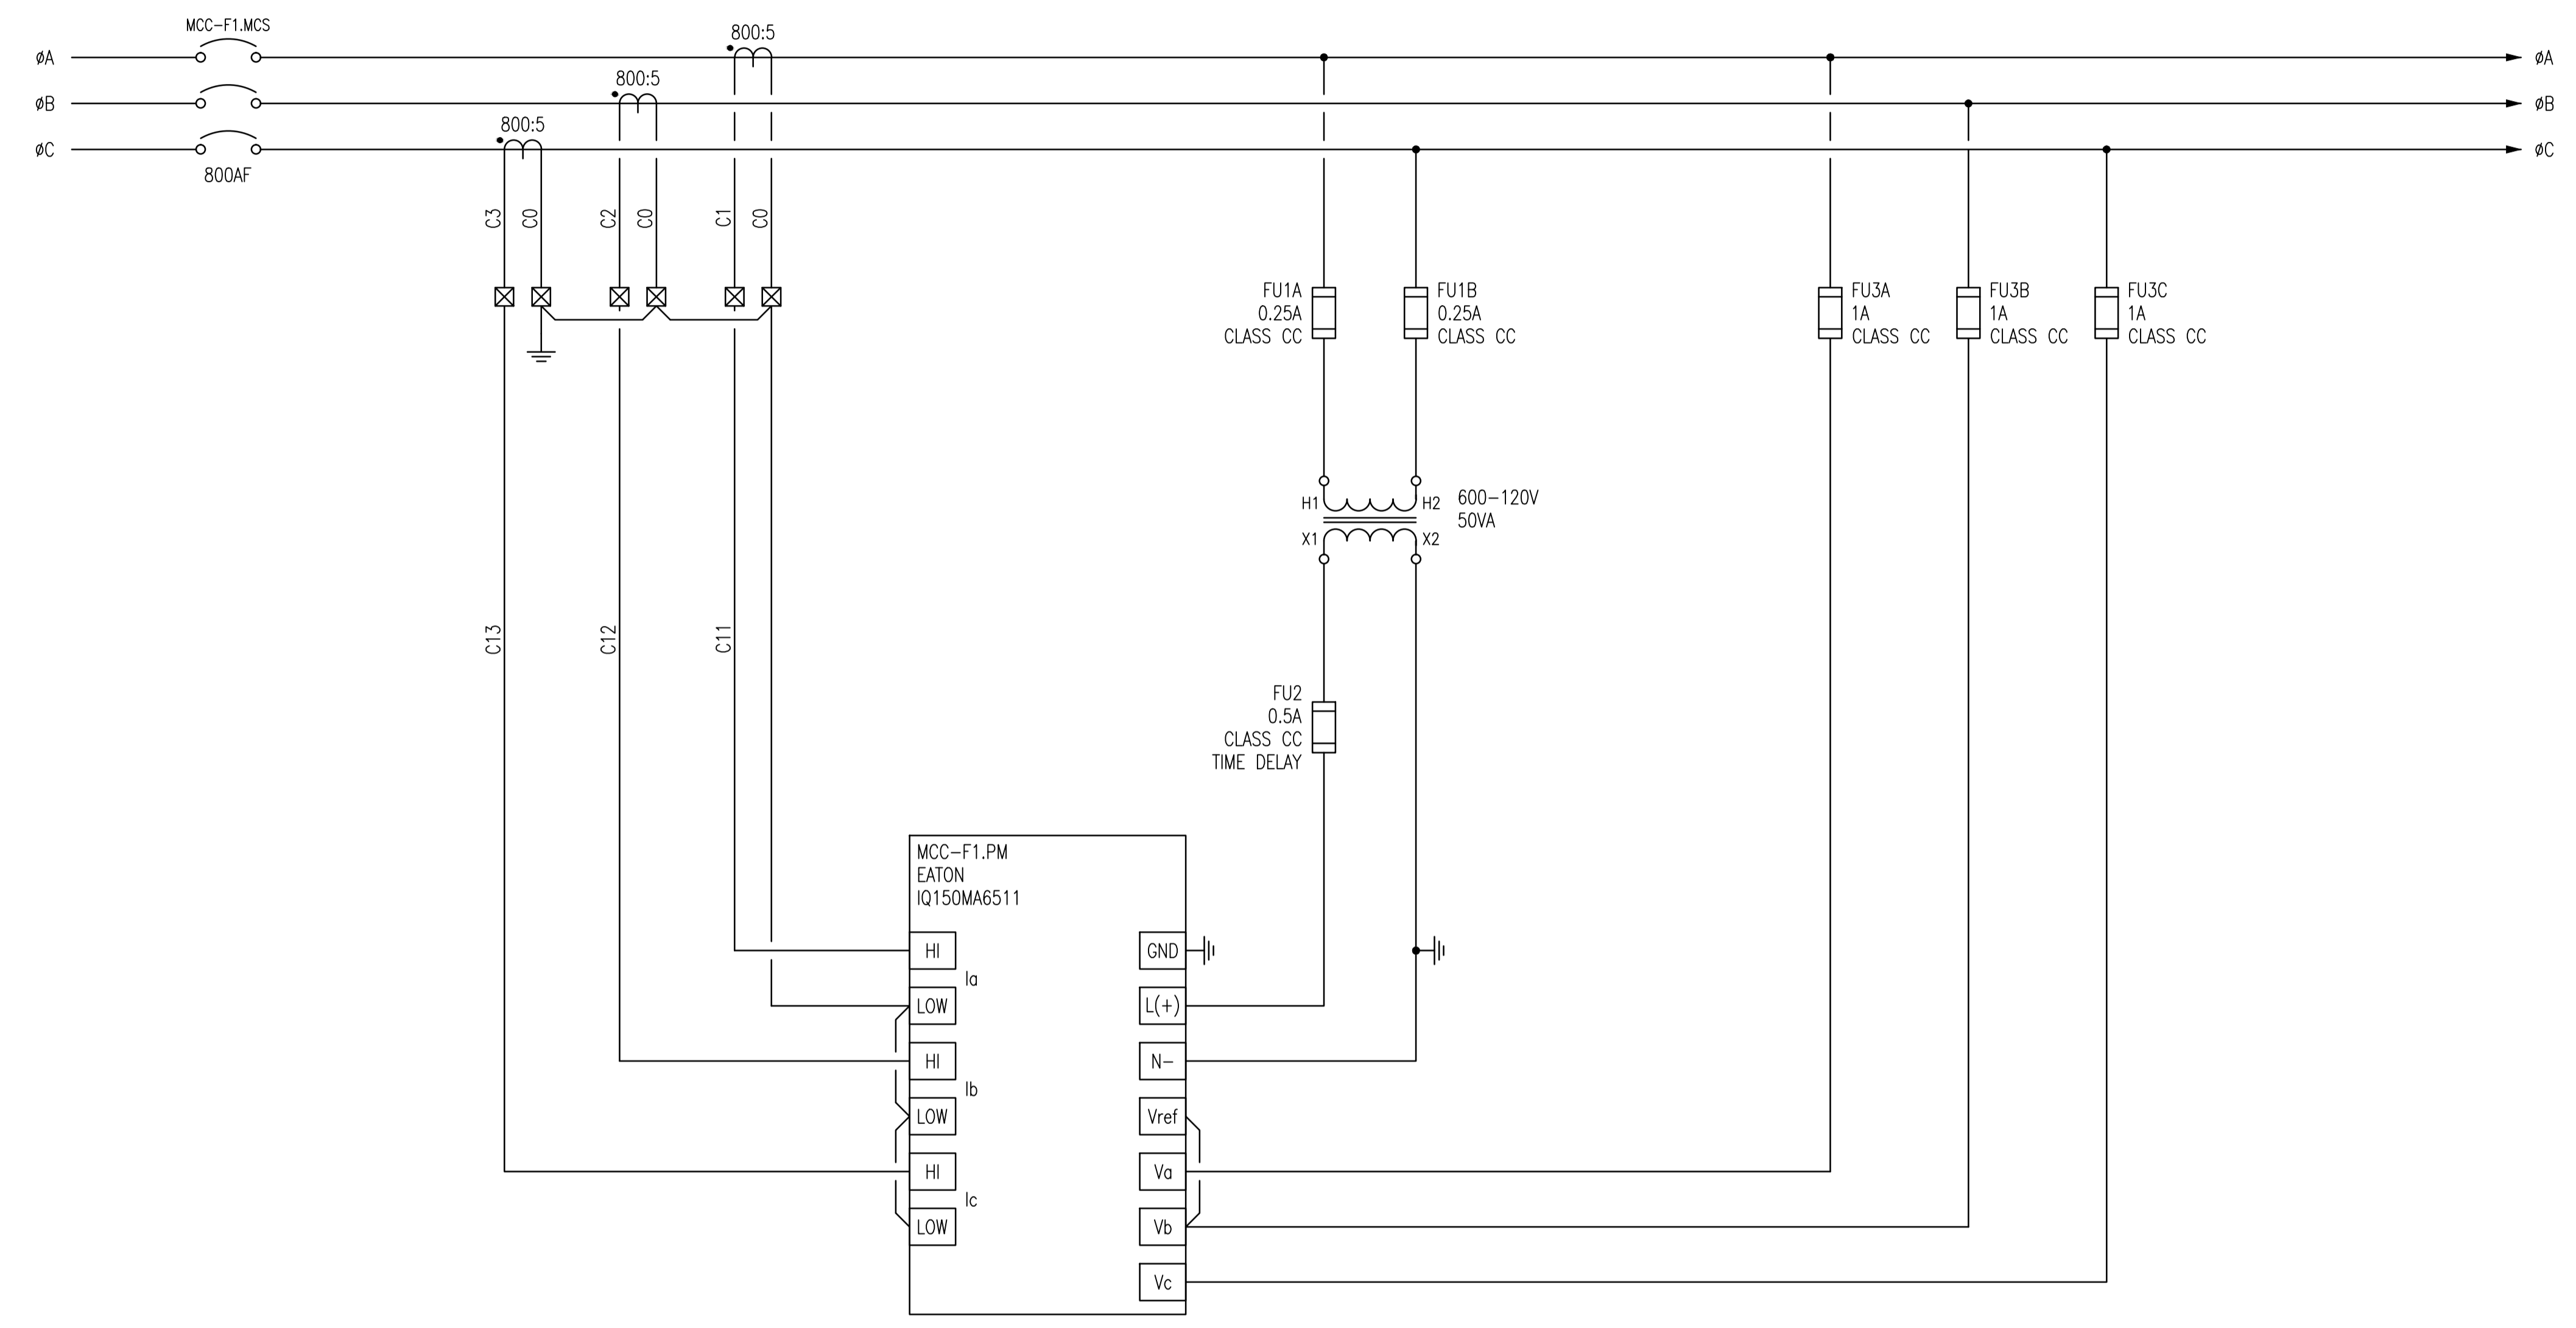 MCC-F1.MCS
800:5
øA
øA
800:5
øB
øB
800:5
øC
øC
800AF
C3
C0
C2
C0
C1
C0
FU1A
0.25A
CLASS CC
FU1B
0.25A
CLASS CC
FU3A
1A
CLASS CC
FU3B
1A
CLASS CC
FU3C
1A
CLASS CC
H1
H2
600-120V
50VA
X1
X2
C13
C12
C11
FU2
0.5A
CLASS CC
TIME DELAY
MCC-F1.PM
EATON
IQ150MA6511
HI
GND
Ia
LOW
L(+)
HI
N-
Ib
LOW
Vref
HI
Va
Ic
LOW
Vb
Vc